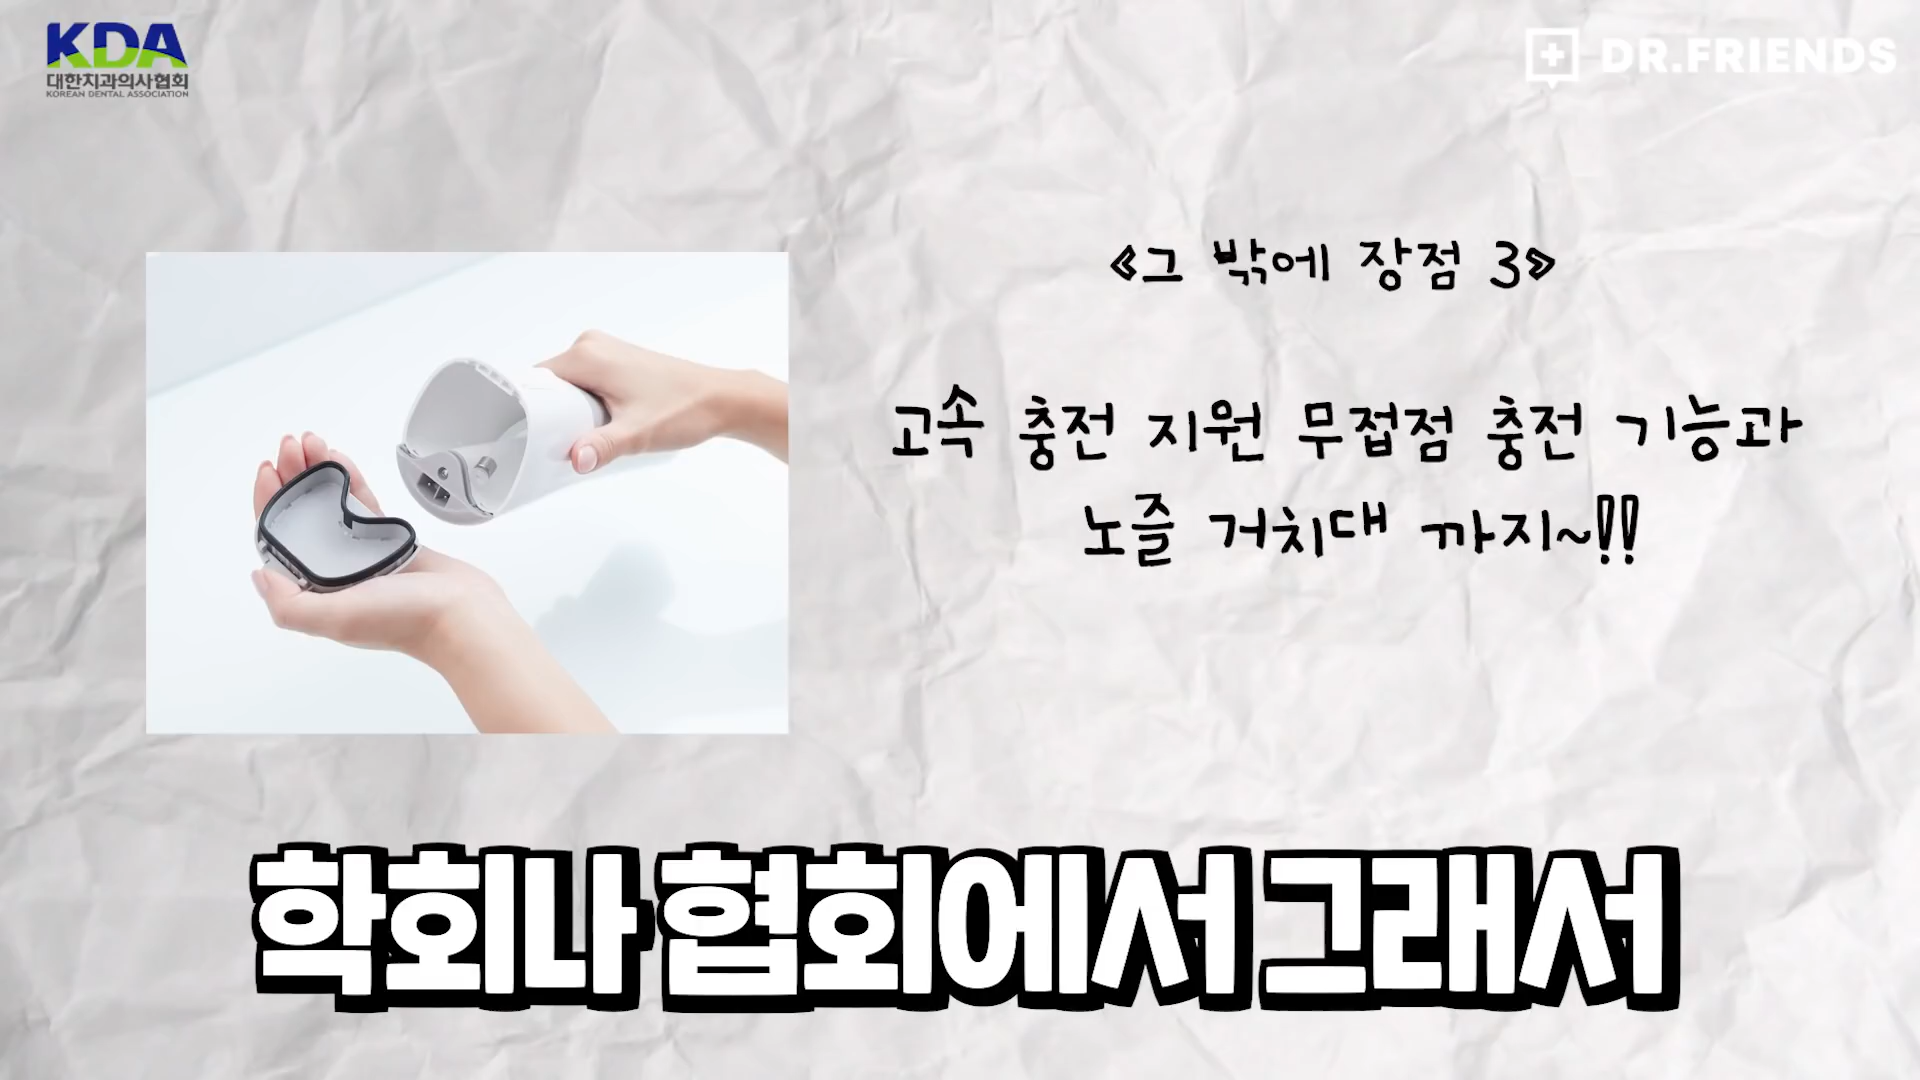 KDA
대한치과의사협회
KOREAN DENTAL ASSOCIATION
DR.FRIENDS
《그 밖에 장점 3》
고속 충전 지원 무접점 충전 기능과
노즐 거치대 까지~!!
학회나 협회에서 그래서